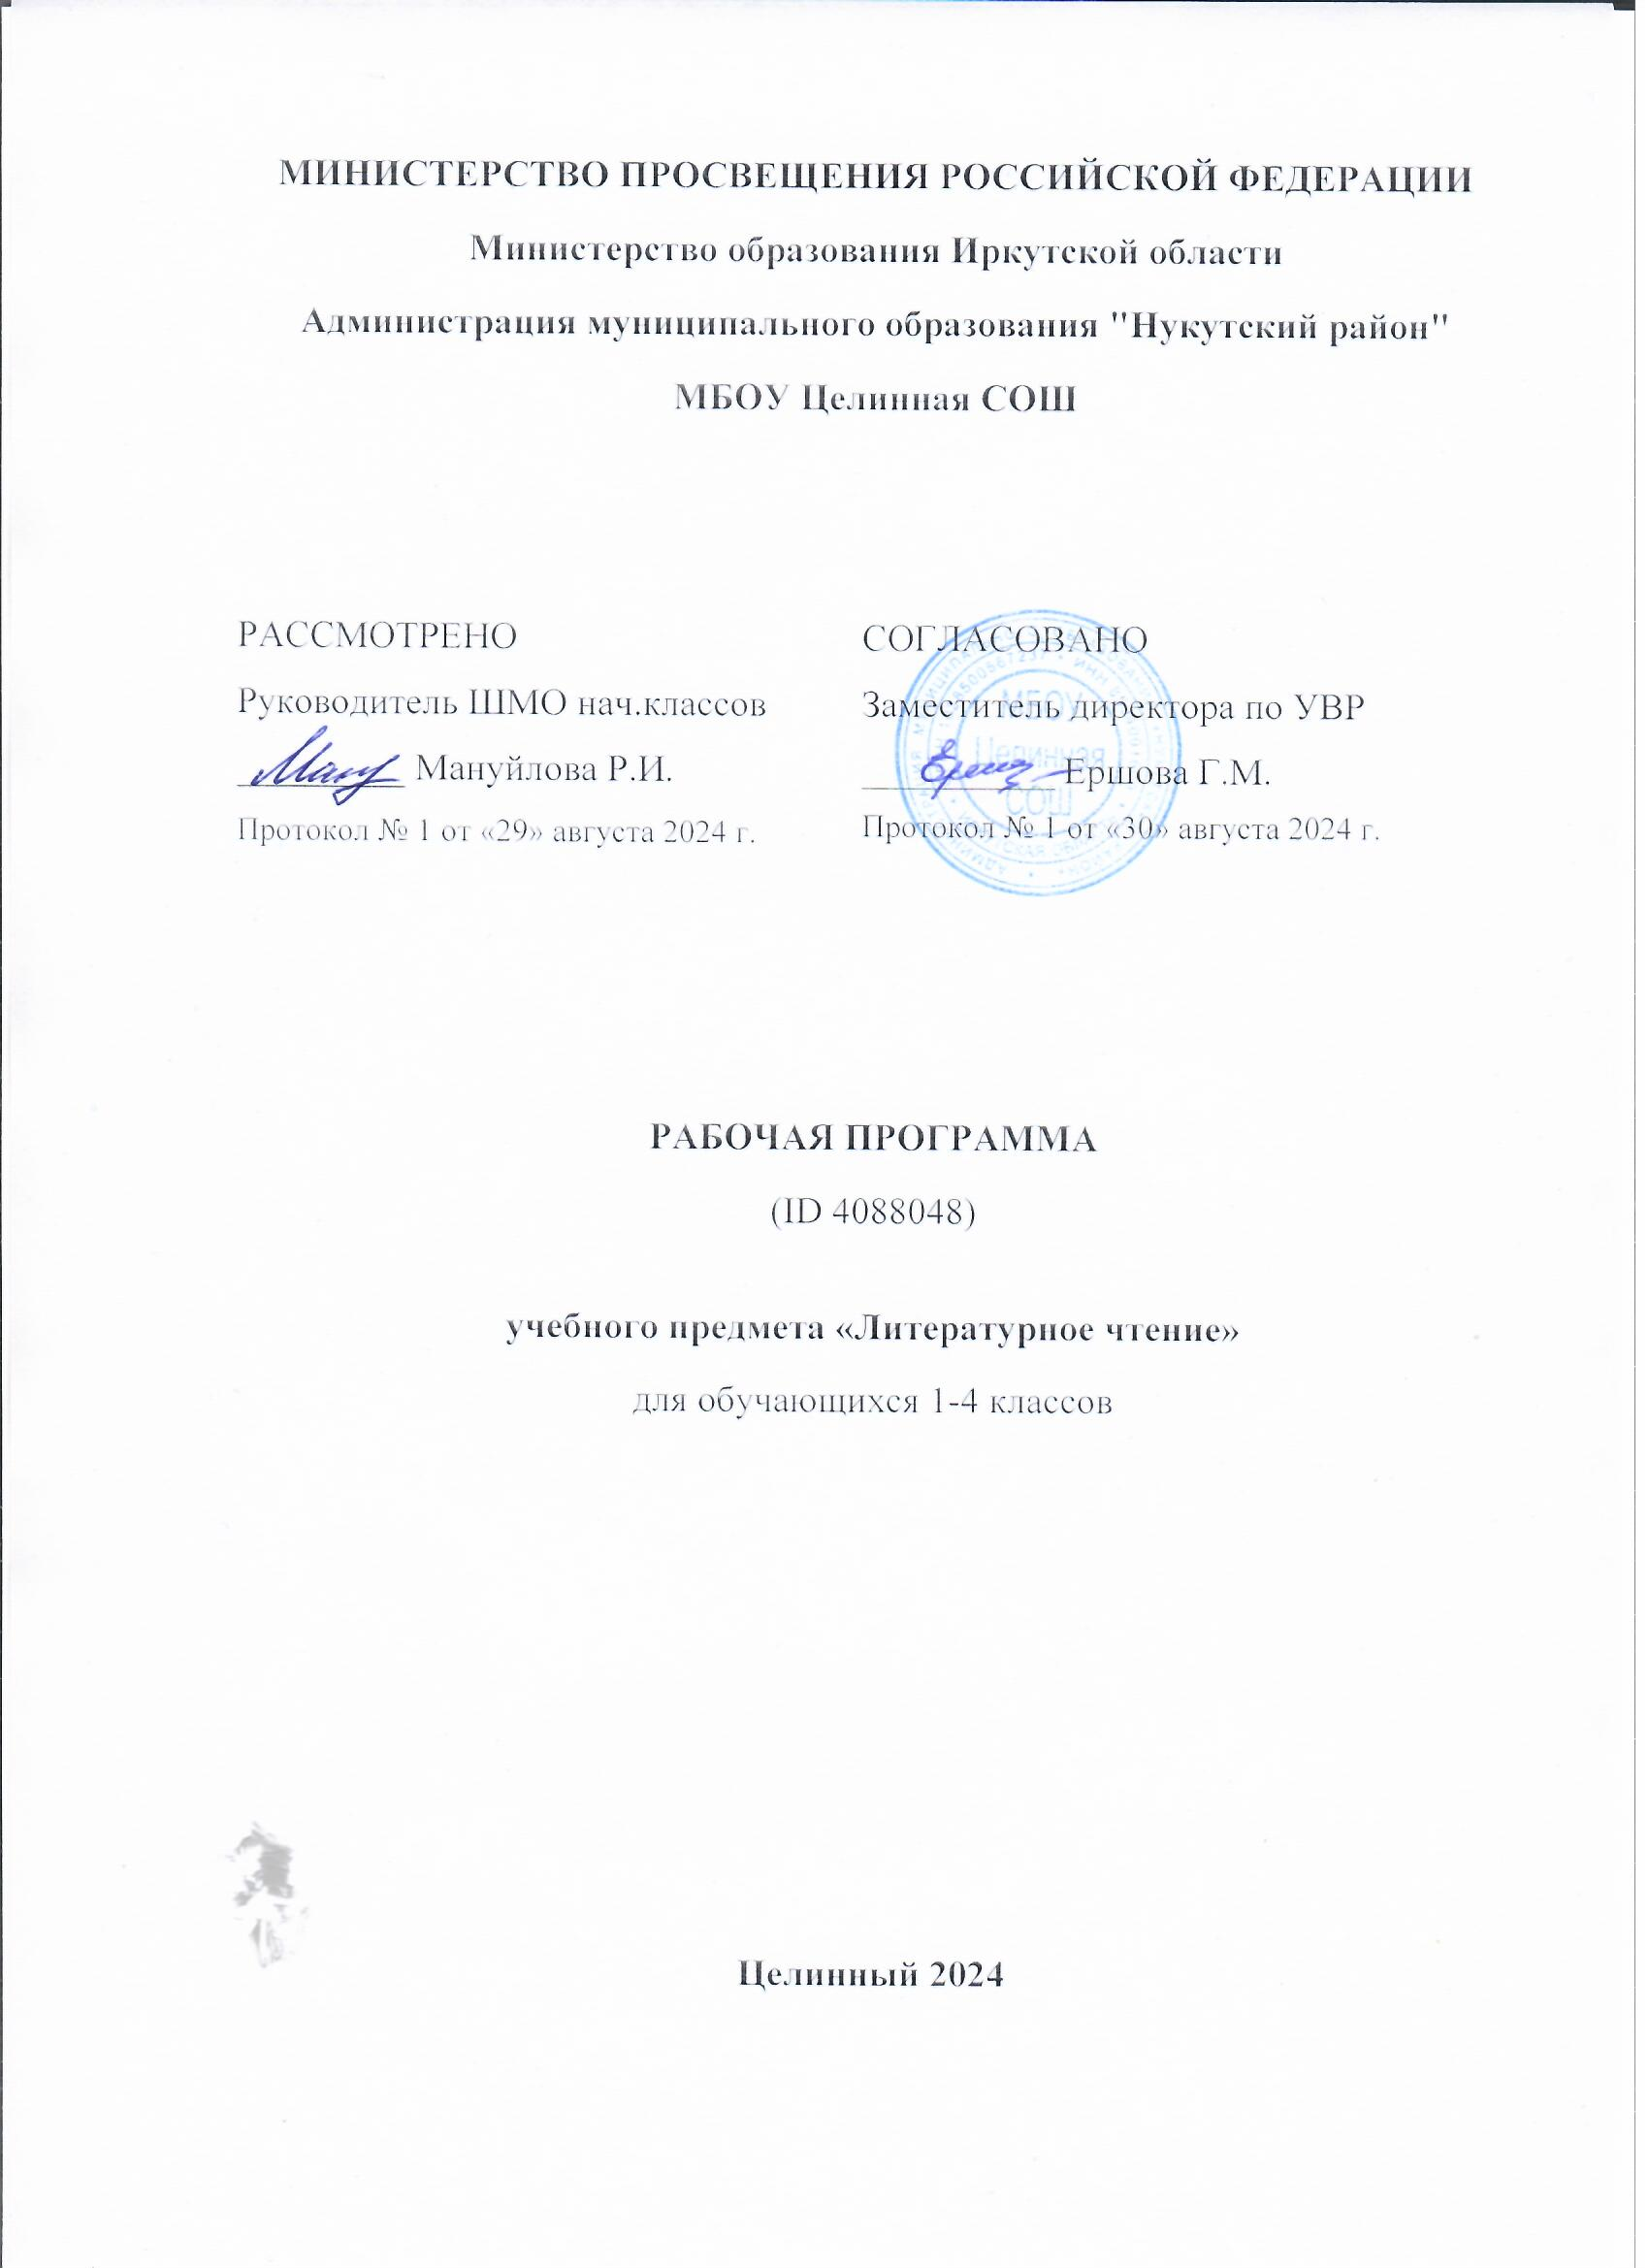 МИНИСТЕРСТВО ПРОСВЕЩЕНИЯ РОССИЙСКОЙ ФЕДЕРАЦИИ
Министерство образования Иркутской области
Администрация муниципального образования "Нукутский район"
МБОУ Целинная СОШ
РАССМОТРЕНО
Руководитель ШМО нач.классов
Мануйлова Р.И.
Протокол № 1 от «29» августа 2024 г.
СОГЛАСОВАНО
Заместитель директора по УВР
Ершова Г.М.
Протокол № 1 от «30» августа 2024 г.
МБОУ
Целинная
СОШ
РАБОЧАЯ ПРОГРАММА
(ID 4088048)
учебного предмета «Литературное чтение»
для обучающихся 1-4 классов
Целинный 2024